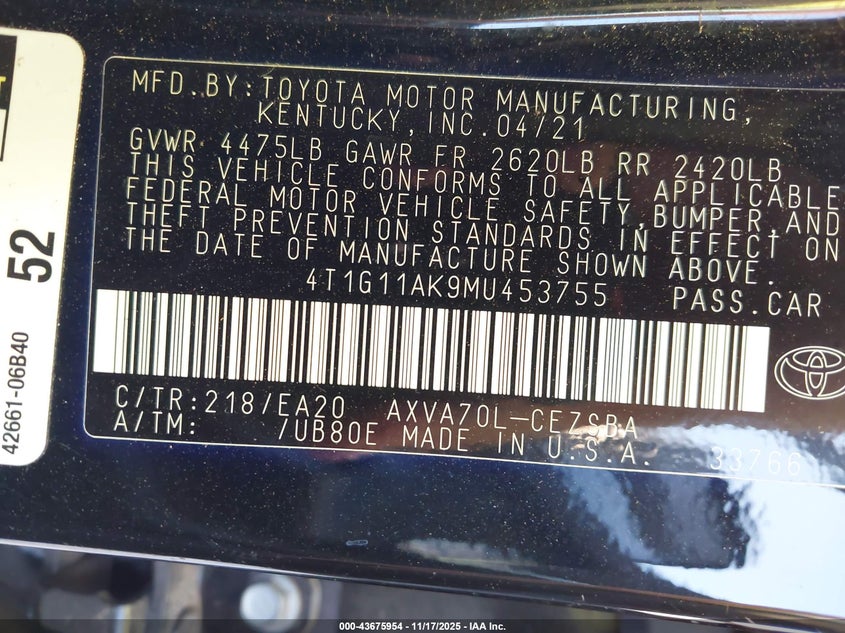 MFD.BY:TOYOTA MOTOR MANUFACTURING,
KENTUCKY,INC.04/21
GVWR 4475LB GAWR FR 2620LB RR 2420LB
THIS VEHICLE CONFORMS TO ALL APPLICABLE
FEDERAL MOTOR VEHICLE SAFETY,BUMPER,AND
THEFT PREVENTION STANDARDS IN EFFECT ON
THE DATE OF MANUFACTURE SHOWN ABOVE.
4T1G11AK9MU453755 PASS.CAR
C/TR:218/EA20 AXVA70L-CEZSBA
A/TM: /UB80E MADE IN U.S.A. 33766
52
42661-06B40
000-43675954 - 11/17/2025 - IAA Inc.